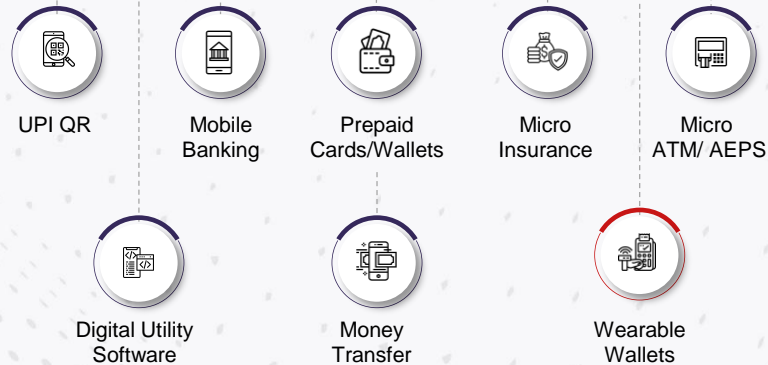 UPI QR
Mobile
Banking
Prepaid
Cards/Wallets
Micro
Insurance
Micro
ATM/ AEPS
Digital Utility
Software
Money
Transfer
Wearable
Wallets